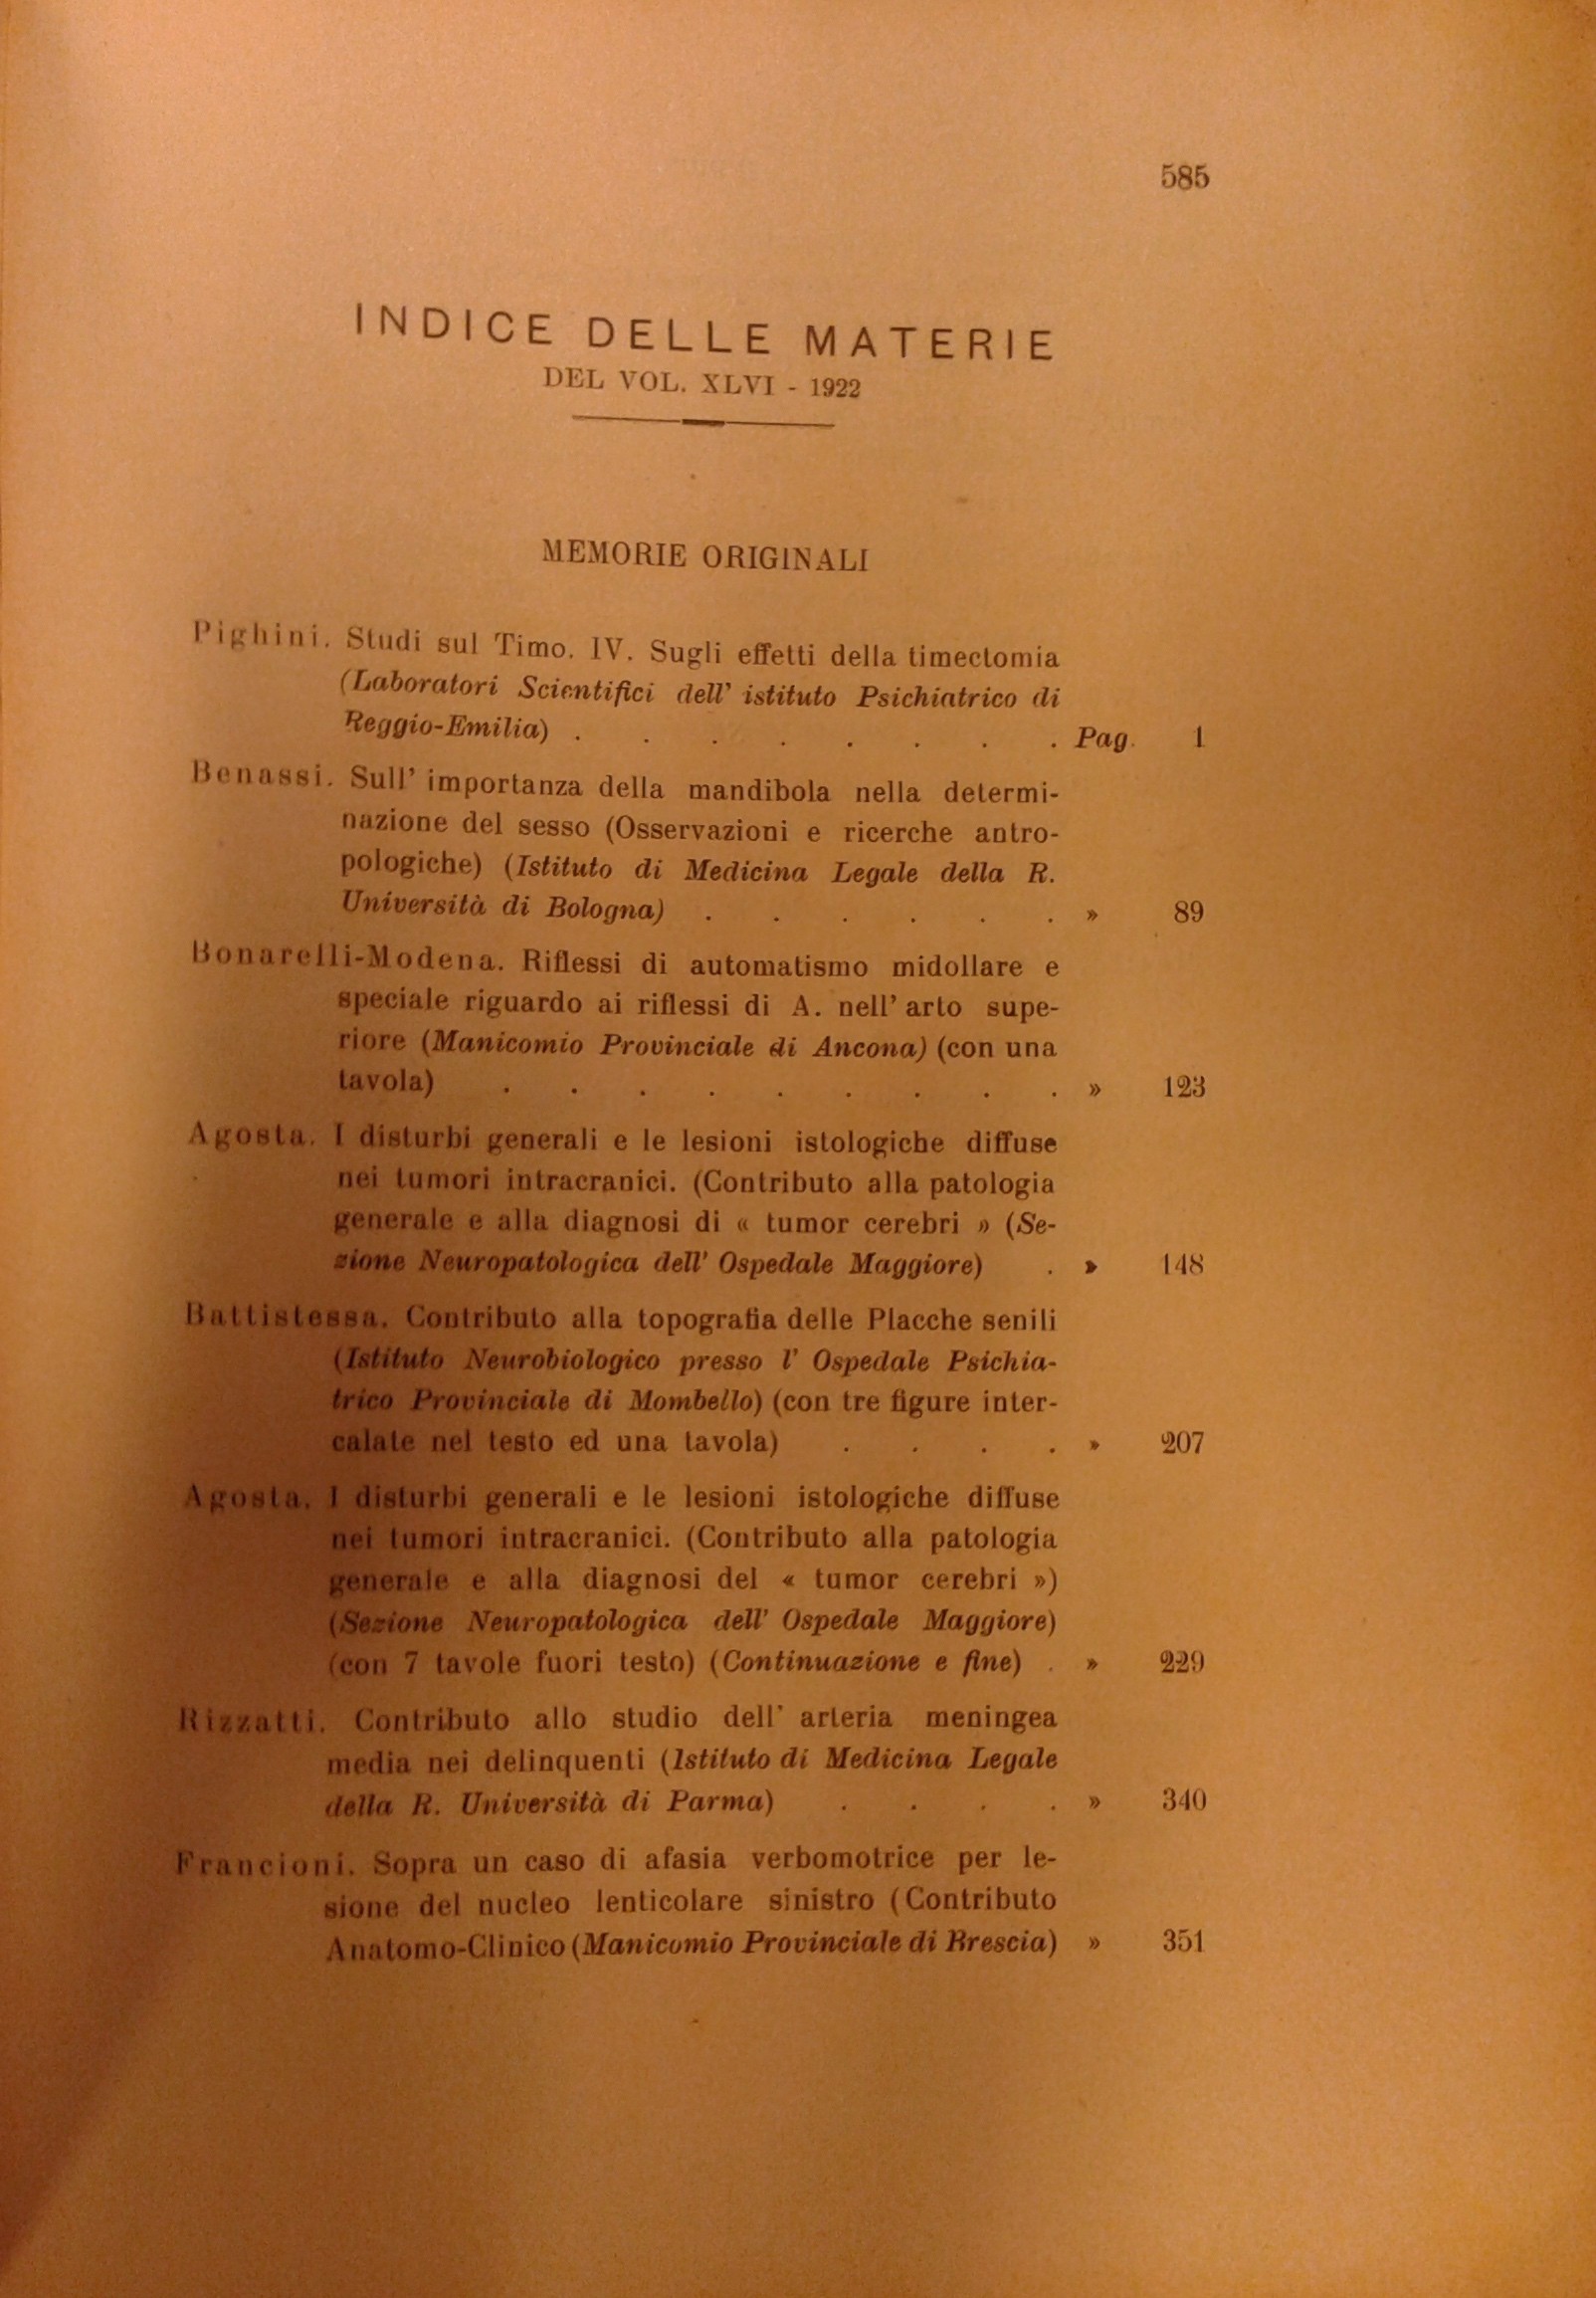 585
INDICE DELLE MATERIE
DEL VOL. XLVI - 1922
MEMORIE ORIGINALI
Pighini. Studi sul Timo. IV. Sugli effetti della timectomia
(Laboratori Scientifici dell' istituto Psichiatrico di
Reggio-Emilia) . . . . . . . . Pag. 1
Benassi. Sull' importanza della mandibola nella determi-
nazione del sesso (Osservazioni e ricerche antro-
pologiche) (Istituto di Medicina Legale della R.
Università di Bologna) . . . . . . » 89
Bonarelli-Modena. Riflessi di automatismo midollare e
speciale riguardo ai riflessi di A. nell' arto supe-
riore (Manicomio Provinciale di Ancona) (con una
tavola) . . . . . . . . . » 123
Agosta. I disturbi generali e le lesioni istologiche diffuse
nei tumori intracranici. (Contributo alla patologia
generale e alla diagnosi di « tumor cerebri » (Se-
zione Neuropatologica dell' Ospedale Maggiore) . » 148
Battistessa. Contributo alla topografia delle Placche senili
(Istituto Neurobiologico presso l' Ospedale Psichia-
trico Provinciale di Mombello) (con tre figure inter-
calate nel testo ed una tavola) . . . . » 207
Agosta. I disturbi generali e le lesioni istologiche diffuse
nei tumori intracranici. (Contributo alla patologia
generale e alla diagnosi del « tumor cerebri »)
(Sezione Neuropatologica dell' Ospedale Maggiore)
(con 7 tavole fuori testo) (Continuazione e fine) . » 229
Rizzatti. Contributo allo studio dell' arteria meningea
media nei delinquenti (Istituto di Medicina Legale
della R. Università di Parma) . . . . » 340
Francioni. Sopra un caso di afasia verbomotrice per le-
sione del nucleo lenticolare sinistro (Contributo
Anatomo-Clinico (Manicomio Provinciale di Brescia) » 351